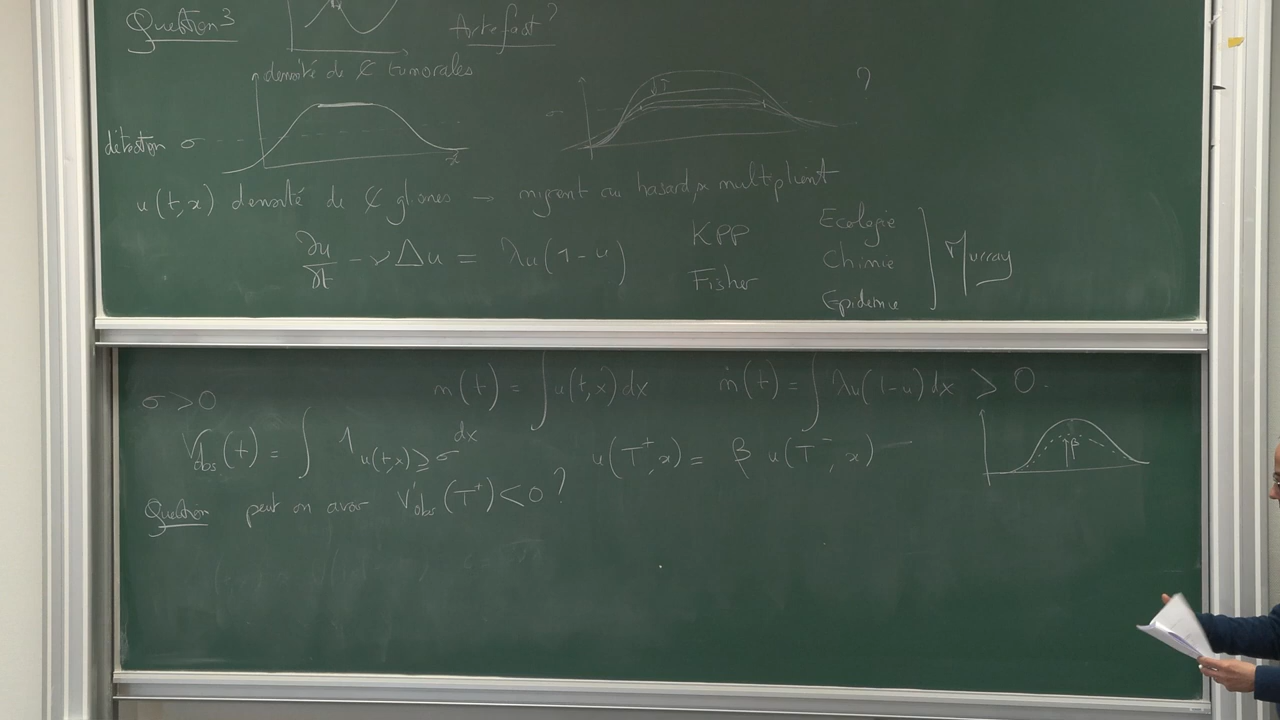 Question 3 Artefact?
densité de ₵ tumorales
?
détection σ
σ
x
u(t,x) densité de ₵ gliones → migrent au hasard, x multiplient
∂u/∂t - ν Δu = λu(1-u)
KPP
Fisher
Ecologie
Chimie
Epidemie
Murray
σ > 0
m(t) = ∫ u(t,x) dx
ṁ(t) = ∫ λu(1-u) dx > 0.
V_obs(t) = ∫ 1_{u(t,x) ≥ σ} dx
u(T⁺,x) = β u(T⁻,x)
β
Question peut on avoir V'_obs(T⁺) < 0 ?